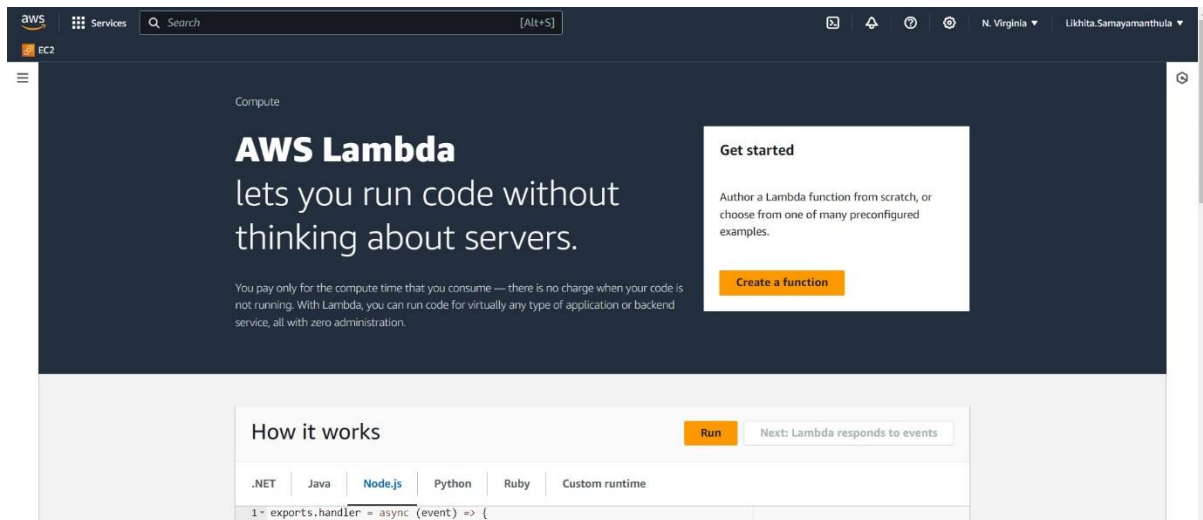 aws Services Search [Alt+S] N. Virginia ▼ Likhita.Samayamanthula ▼
EC2
Compute
AWS Lambda
lets you run code without
thinking about servers.
You pay only for the compute time that you consume — there is no charge when your code is
not running. With Lambda, you can run code for virtually any type of application or backend
service, all with zero administration.
Get started
Author a Lambda function from scratch, or
choose from one of many preconfigured
examples.
Create a function
How it works
Run Next: Lambda responds to events
.NET Java Node.js Python Ruby Custom runtime
1 exports.handler = async (event) => {